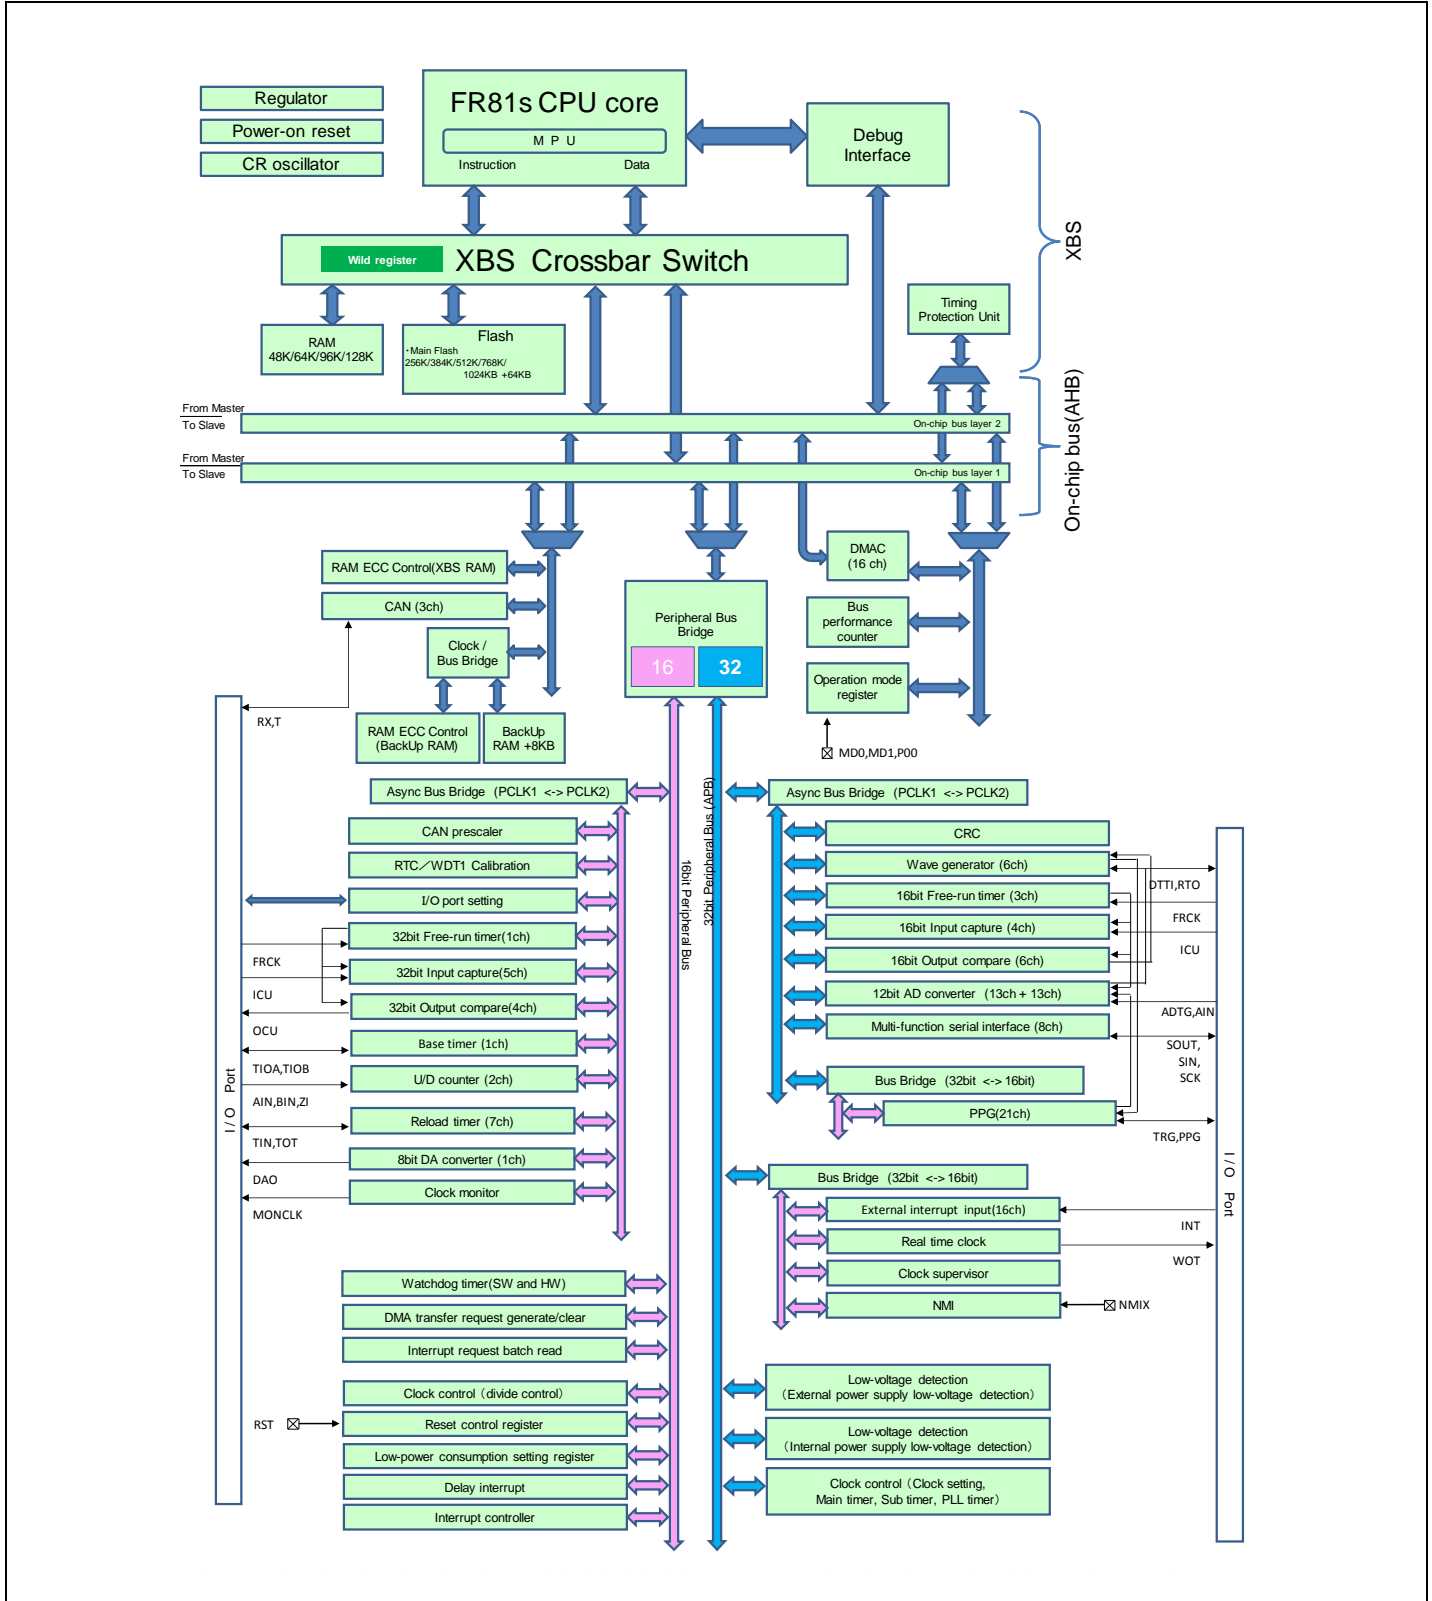 Regulator
Power-on reset
CR oscillator
FR81s CPU core
M P U
Instruction
Data
Debug
Interface
XBS
Wild register
XBS Crossbar Switch
Timing
Protection Unit
RAM
48K/64K/96K/128K
Flash
・Main Flash
256K/384K/512K/768K/
1024KB +64KB
On-chip bus(AHB)
From Master
To Slave
On-chip bus layer 2
From Master
To Slave
On-chip bus layer 1
RAM ECC Control(XBS RAM)
CAN (3ch)
Clock /
Bus Bridge
RAM ECC Control
(BackUp RAM)
BackUp
RAM +8KB
RX,T
Peripheral Bus
Bridge
16
32
DMAC
(16 ch)
Bus
performance
counter
Operation mode
register
MD0,MD1,P00
16bit Peripheral Bus
32bit Peripheral Bus (APB)
Async Bus Bridge (PCLK1 <-> PCLK2)
CAN prescaler
RTC／WDT1 Calibration
I/O port setting
32bit Free-run timer(1ch)
FRCK
32bit Input capture(5ch)
ICU
32bit Output compare(4ch)
OCU
Base timer (1ch)
TIOA,TIOB
U/D counter (2ch)
AIN,BIN,ZI
Reload timer (7ch)
TIN,TOT
8bit DA converter (1ch)
DAO
Clock monitor
MONCLK
I / O Port
Watchdog timer(SW and HW)
DMA transfer request generate/clear
Interrupt request batch read
Clock control（divide control）
RST
Reset control register
Low-power consumption setting register
Delay interrupt
Interrupt controller
Async Bus Bridge (PCLK1 <-> PCLK2)
CRC
Wave generator (6ch)
DTTI,RTO
16bit Free-run timer (3ch)
FRCK
16bit Input capture (4ch)
ICU
16bit Output compare (6ch)
12bit AD converter (13ch + 13ch)
ADTG,AIN
Multi-function serial interface (8ch)
SOUT,
SIN,
SCK
Bus Bridge (32bit <-> 16bit)
PPG(21ch)
TRG,PPG
I / O Port
Bus Bridge (32bit <-> 16bit)
External interrupt input(16ch)
INT
Real time clock
WOT
Clock supervisor
NMI
NMIX
Low-voltage detection
（External power supply low-voltage detection）
Low-voltage detection
（Internal power supply low-voltage detection）
Clock control（Clock setting,
Main timer, Sub timer, PLL timer）